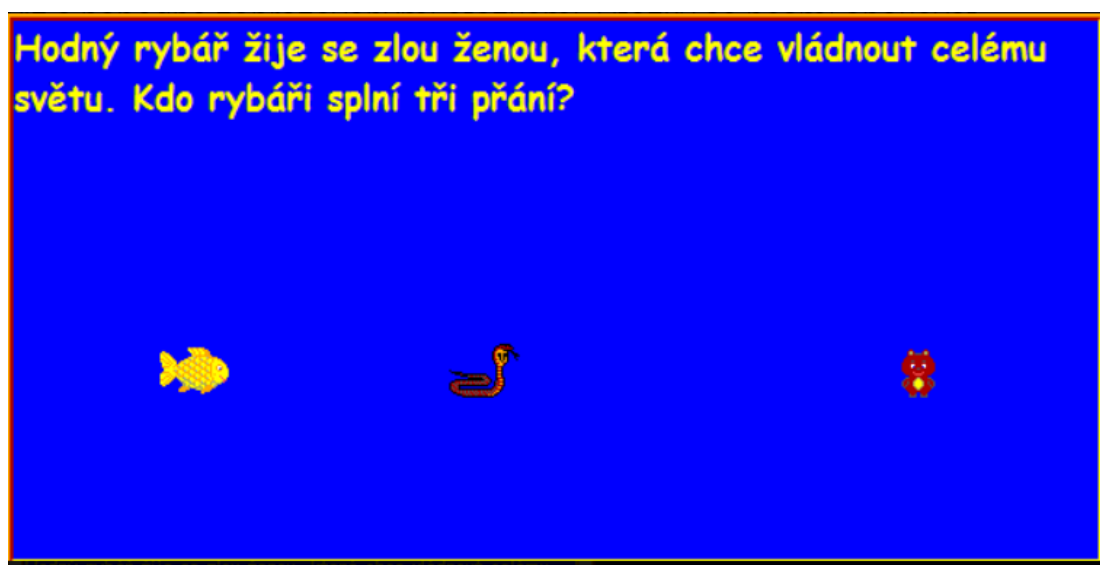 Hodný rybář žije se zlou ženou, která chce vládnout celému
světu. Kdo rybáři splní tři přání?